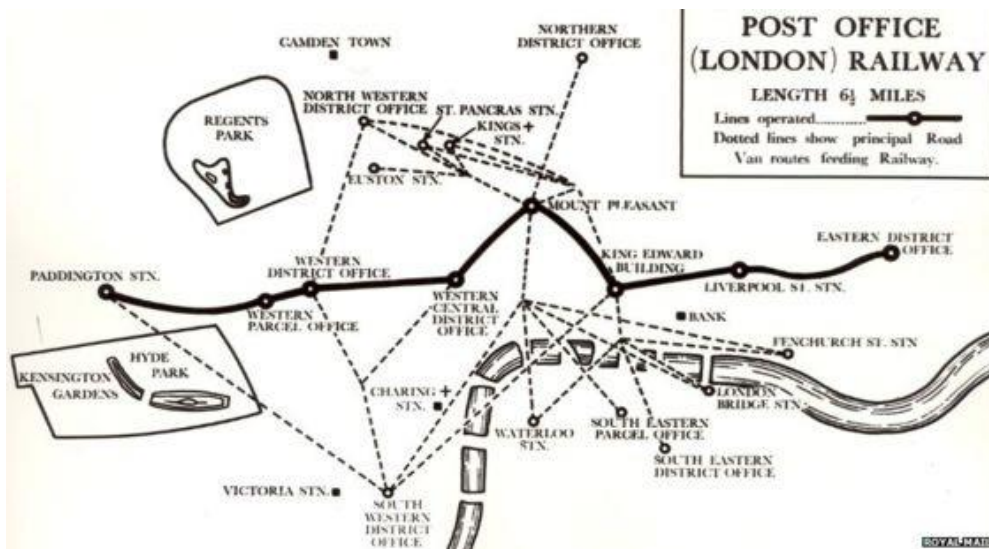 POST OFFICE
(LONDON) RAILWAY
LENGTH 6½ MILES
Lines operated..........
Dotted lines show principal Road
Van routes feeding Railway.
CAMDEN TOWN
NORTHERN
DISTRICT OFFICE
NORTH WESTERN
DISTRICT OFFICE
ST. PANCRAS STN.
KINGS +
STN.
REGENTS
PARK
EUSTON STN.
MOUNT PLEASANT
EASTERN DISTRICT
OFFICE
KING EDWARD
BUILDING
WESTERN
DISTRICT OFFICE
PADDINGTON STN.
LIVERPOOL ST. STN.
WESTERN
CENTRAL
DISTRICT
OFFICE
WESTERN
PARCEL OFFICE
BANK
FENCHURCH ST. STN
HYDE
PARK
KENSINGTON
GARDENS
CHARING +
STN.
LONDON
BRIDGE STN.
WATERLOO
STN.
SOUTH EASTERN
PARCEL OFFICE
SOUTH EASTERN
DISTRICT OFFICE
VICTORIA STN.
SOUTH
WESTERN
DISTRICT
OFFICE
ROYAL MAIL